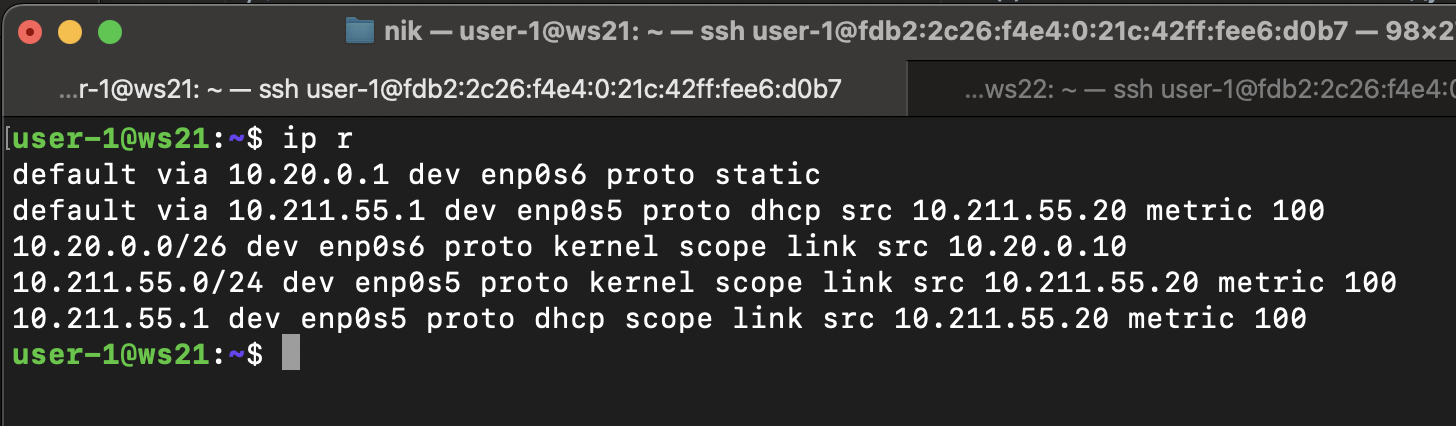 nik — user-1@ws21: ~ — ssh user-1@fdb2:2c26:f4e4:0:21c:42ff:fee6:d0b7 — 98×2
...r-1@ws21: ~ — ssh user-1@fdb2:2c26:f4e4:0:21c:42ff:fee6:d0b7
...ws22: ~ — ssh user-1@fdb2:2c26:f4e4:0
[user-1@ws21:~$ ip r
default via 10.20.0.1 dev enp0s6 proto static
default via 10.211.55.1 dev enp0s5 proto dhcp src 10.211.55.20 metric 100
10.20.0.0/26 dev enp0s6 proto kernel scope link src 10.20.0.10
10.211.55.0/24 dev enp0s5 proto kernel scope link src 10.211.55.20 metric 100
10.211.55.1 dev enp0s5 proto dhcp scope link src 10.211.55.20 metric 100
user-1@ws21:~$